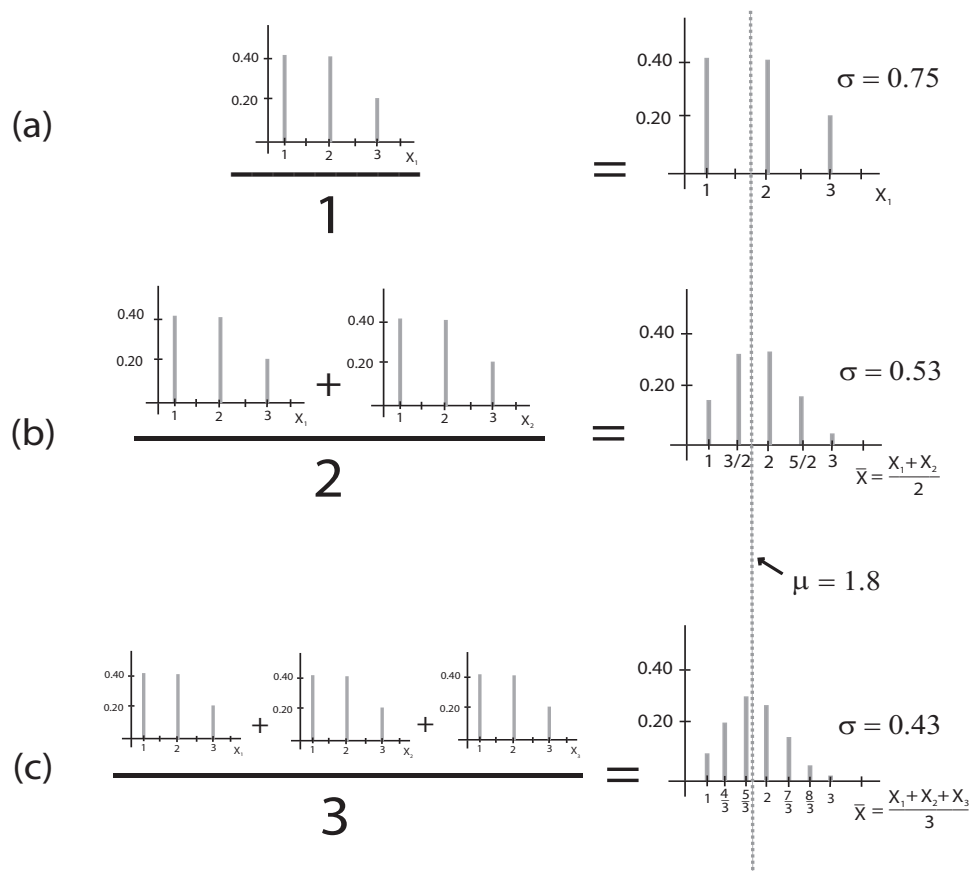 (a)
0.40
0.20
1 2 3 X₁
1
=
0.40
0.20
1 2 3 X₁
σ = 0.75
(b)
0.40
0.20
1 2 3 X₁
+
0.40
0.20
1 2 3 X₂
2
=
0.40
0.20
1 3/2 2 5/2 3
σ = 0.53
X̄ = X₁+X₂
2
μ = 1.8
(c)
0.40
0.20
1 2 3 X₁
+
0.40
0.20
1 2 3 X₂
+
0.40
0.20
1 2 3 X₃
3
=
0.40
0.20
1 4/3 5/3 2 7/3 8/3 3
σ = 0.43
X̄ = X₁+X₂+X₃
3